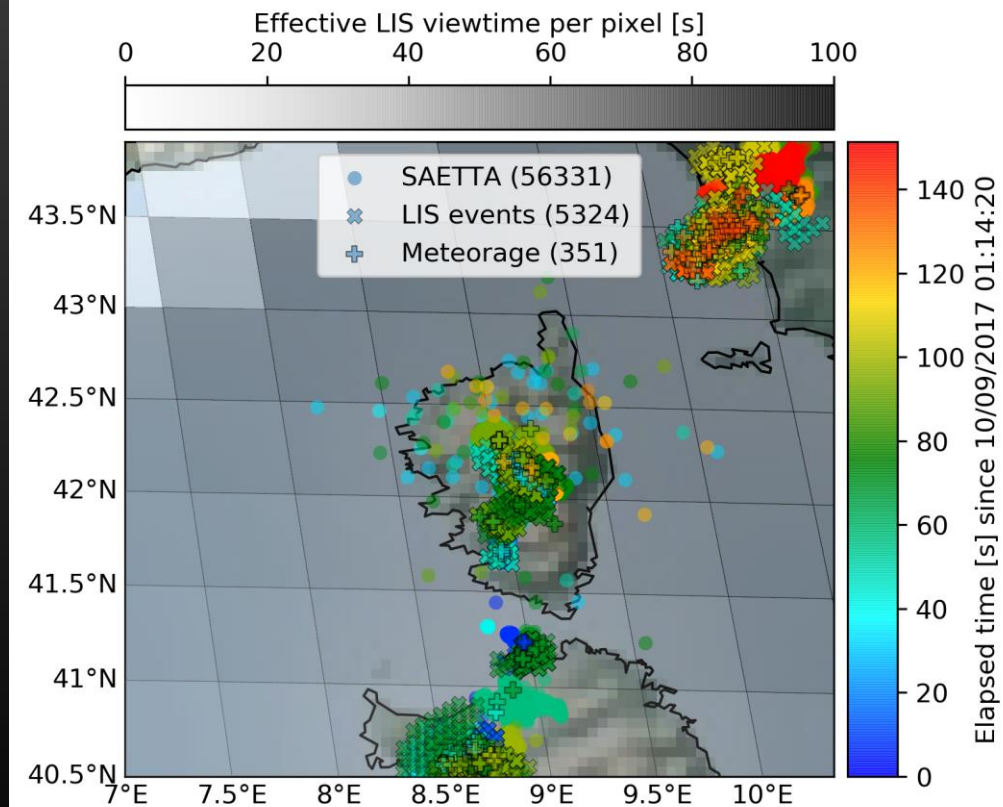 Effective LIS viewtime per pixel [s]
0 20 40 60 80 100
SAETTA (56331)
LIS events (5324)
Meteorage (351)
43.5°N
43°N
42.5°N
42°N
41.5°N
41°N
40.5°N
7°E 7.5°E 8°E 8.5°E 9°E 9.5°E 10°E
140
120
100
80
60
40
20
0
Elapsed time [s] since 10/09/2017 01:14:20